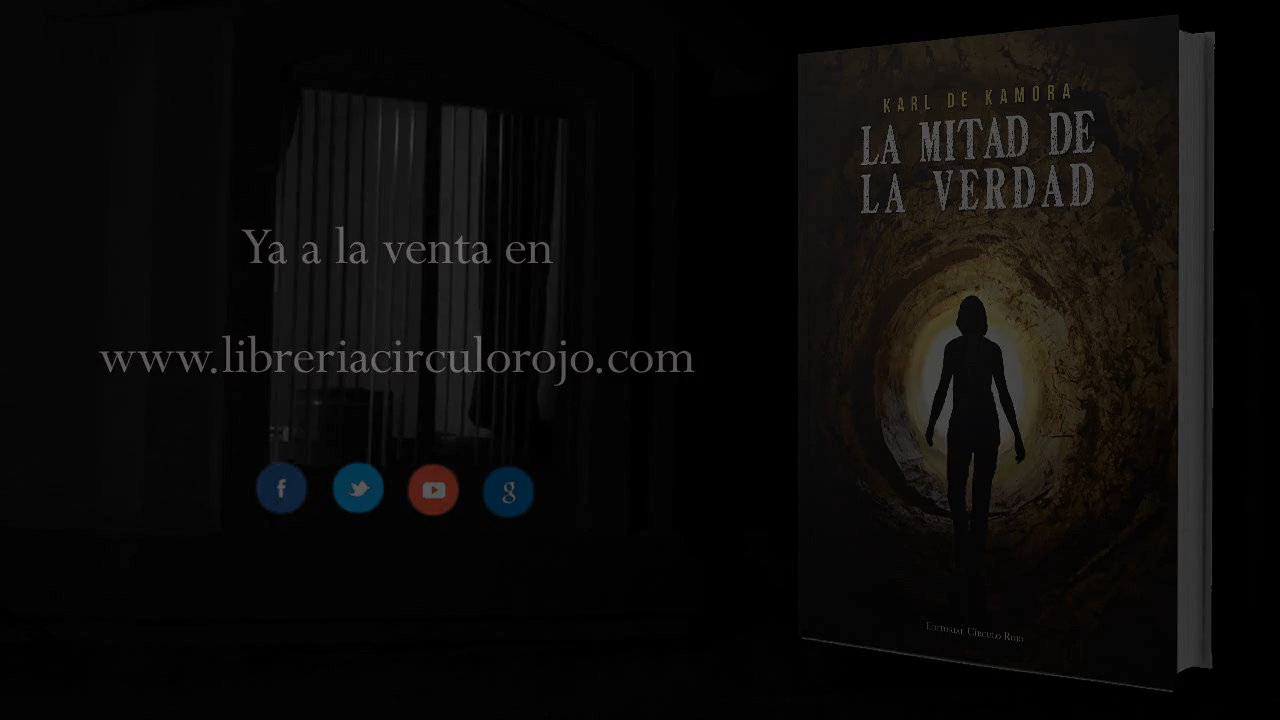 Ya a la venta en
www.libreriacirculorojo.com
f
g
KARL DE KAMORA
LA MITAD DE
LA VERDAD
EDITORIAL CÍRCULO ROJO